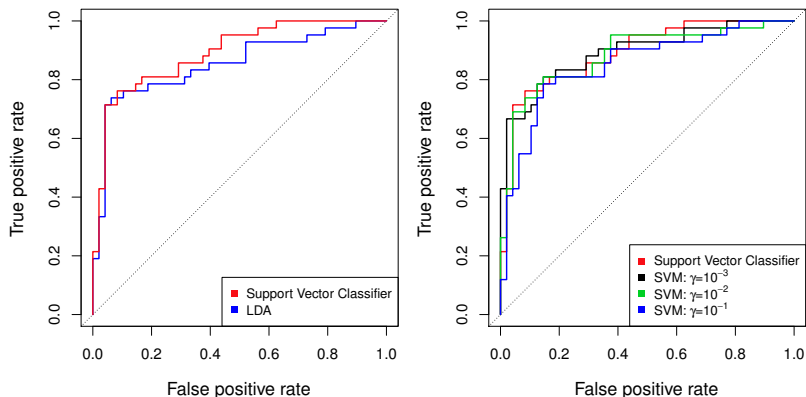 True positive rate
0.0 0.2 0.4 0.6 0.8 1.0
Support Vector Classifier
LDA
0.0 0.2 0.4 0.6 0.8 1.0
False positive rate
True positive rate
0.0 0.2 0.4 0.6 0.8 1.0
Support Vector Classifier
SVM: γ=10⁻³
SVM: γ=10⁻²
SVM: γ=10⁻¹
0.0 0.2 0.4 0.6 0.8 1.0
False positive rate